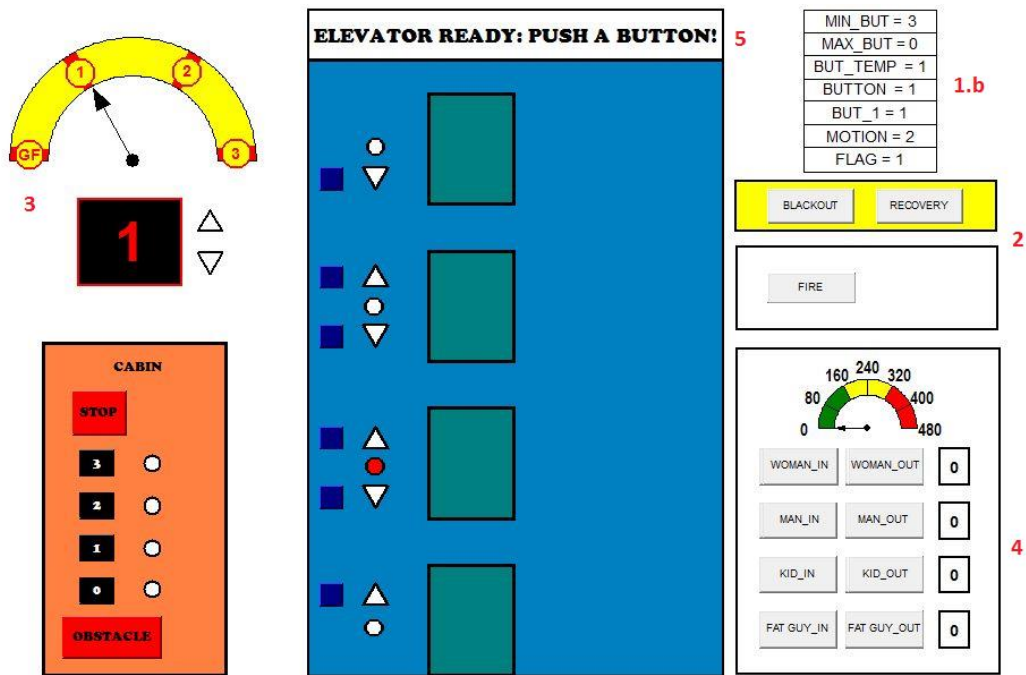 ELEVATOR READY: PUSH A BUTTON!
5
MIN_BUT = 3
MAX_BUT = 0
BUT_TEMP = 1
BUTTON = 1
BUT_1 = 1
MOTION = 2
FLAG = 1
1.b
GF
1
2
3
3
1
BLACKOUT
RECOVERY
2
FIRE
CABIN
STOP
3
2
1
0
OBSTACLE
0
80
160
240
320
400
480
WOMAN_IN
WOMAN_OUT
0
MAN_IN
MAN_OUT
0
4
KID_IN
KID_OUT
0
FAT GUY_IN
FAT GUY_OUT
0